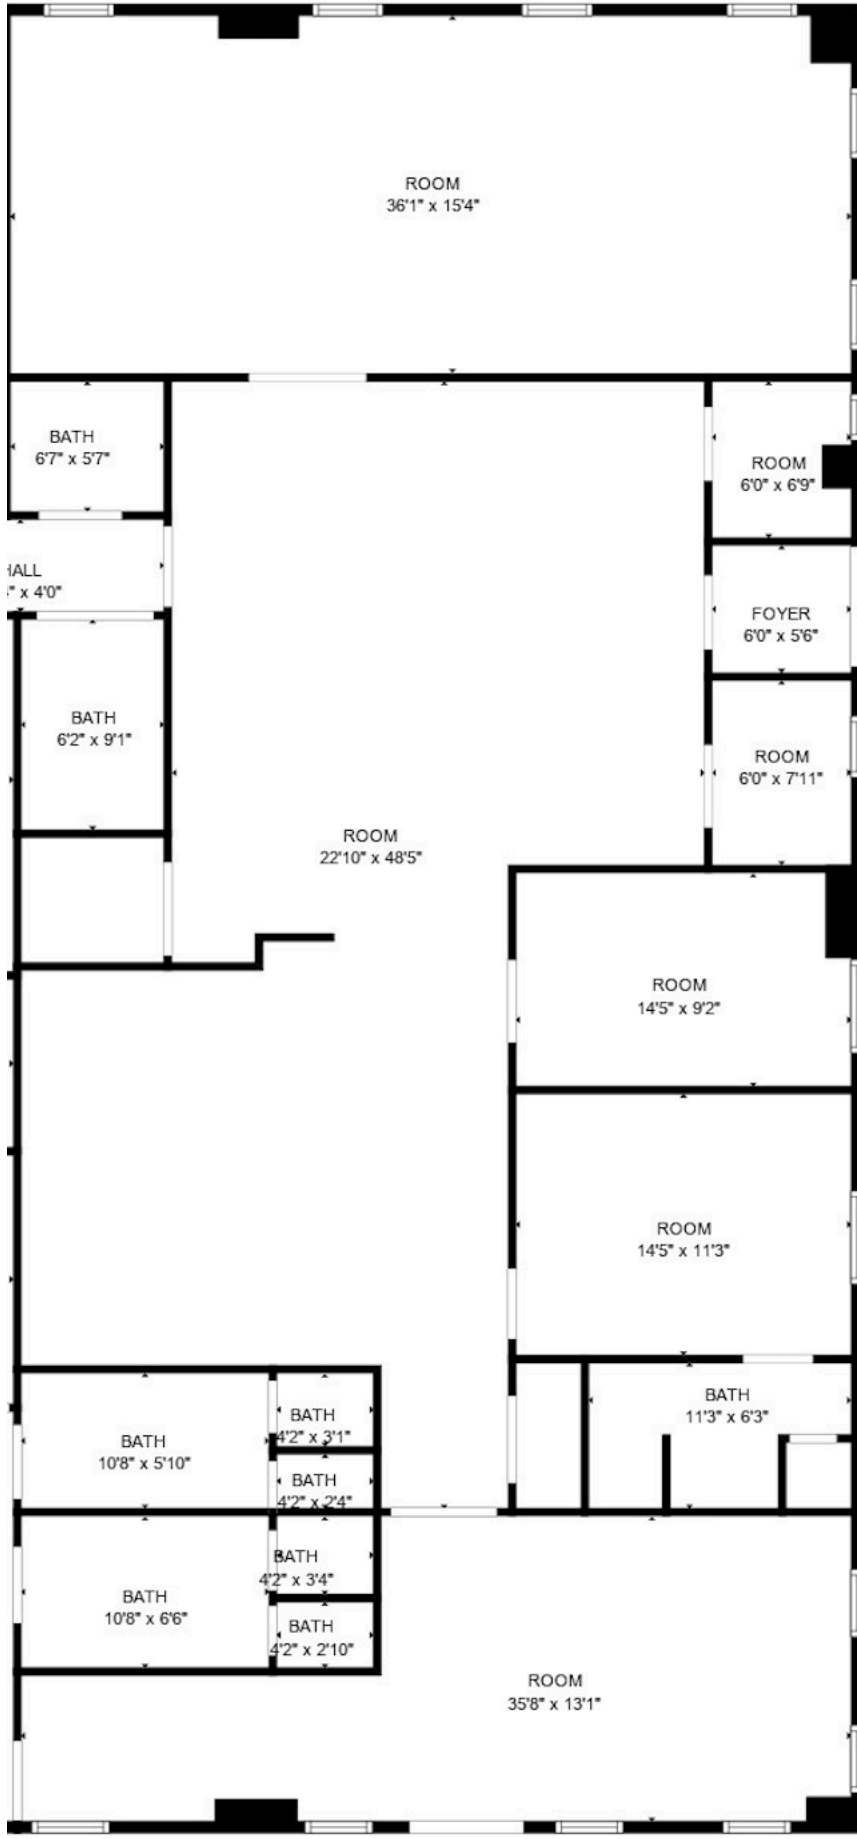 ROOM
36'1" x 15'4"
BATH
6'7" x 5'7"
ROOM
6'0" x 6'9"
HALL
4" x 4'0"
FOYER
6'0" x 5'6"
BATH
6'2" x 9'1"
ROOM
6'0" x 7'11"
ROOM
22'10" x 48'5"
ROOM
14'5" x 9'2"
ROOM
14'5" x 11'3"
BATH
11'3" x 6'3"
BATH
4'2" x 3'1"
BATH
10'8" x 5'10"
BATH
4'2" x 2'4"
BATH
4'2" x 3'4"
BATH
10'8" x 6'6"
BATH
4'2" x 2'10"
ROOM
35'8" x 13'1"